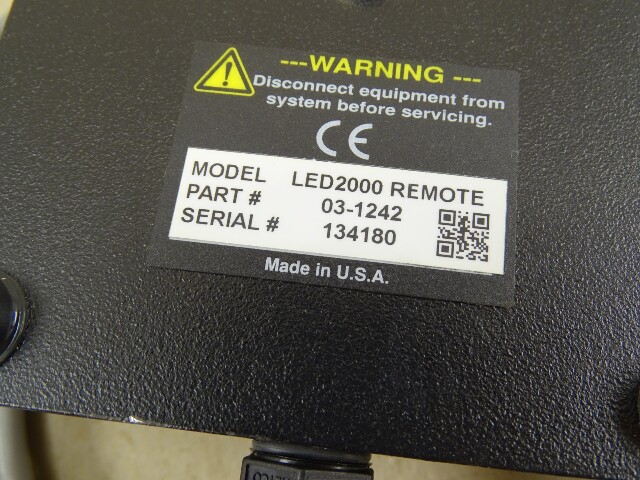 ---WARNING ---
Disconnect equipment from
system before servicing.
CE
MODEL LED2000 REMOTE
PART # 03-1242
SERIAL # 134180
Made in U.S.A.